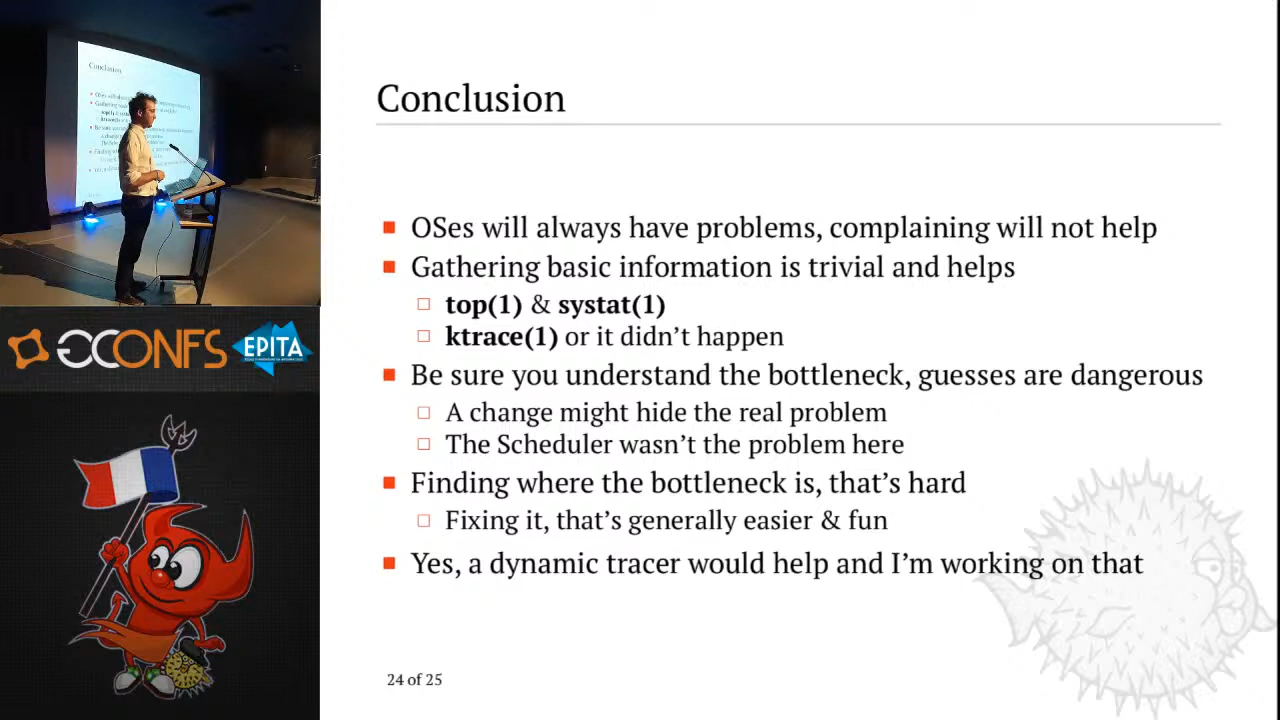 Conclusion
OSes will always have problems, complaining will not help
Gathering basic information is trivial and helps
top(1) & systat(1)
ktrace(1) or it didn't happen
Be sure you understand the bottleneck, guesses are dangerous
A change might hide the real problem
The Scheduler wasn't the problem here
Finding where the bottleneck is, that's hard
Fixing it, that's generally easier & fun
Yes, a dynamic tracer would help and I'm working on that
24 of 25
Conclusion
GCONFS
EPITA